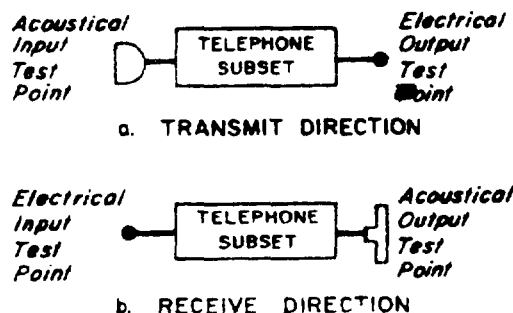 Acoustical
Input
Test
Point
TELEPHONE
SUBSET
Electrical
Output
Test
Point
a. TRANSMIT DIRECTION
Electrical
Input
Test
Point
TELEPHONE
SUBSET
Acoustical
Output
Test
Point
b. RECEIVE DIRECTION